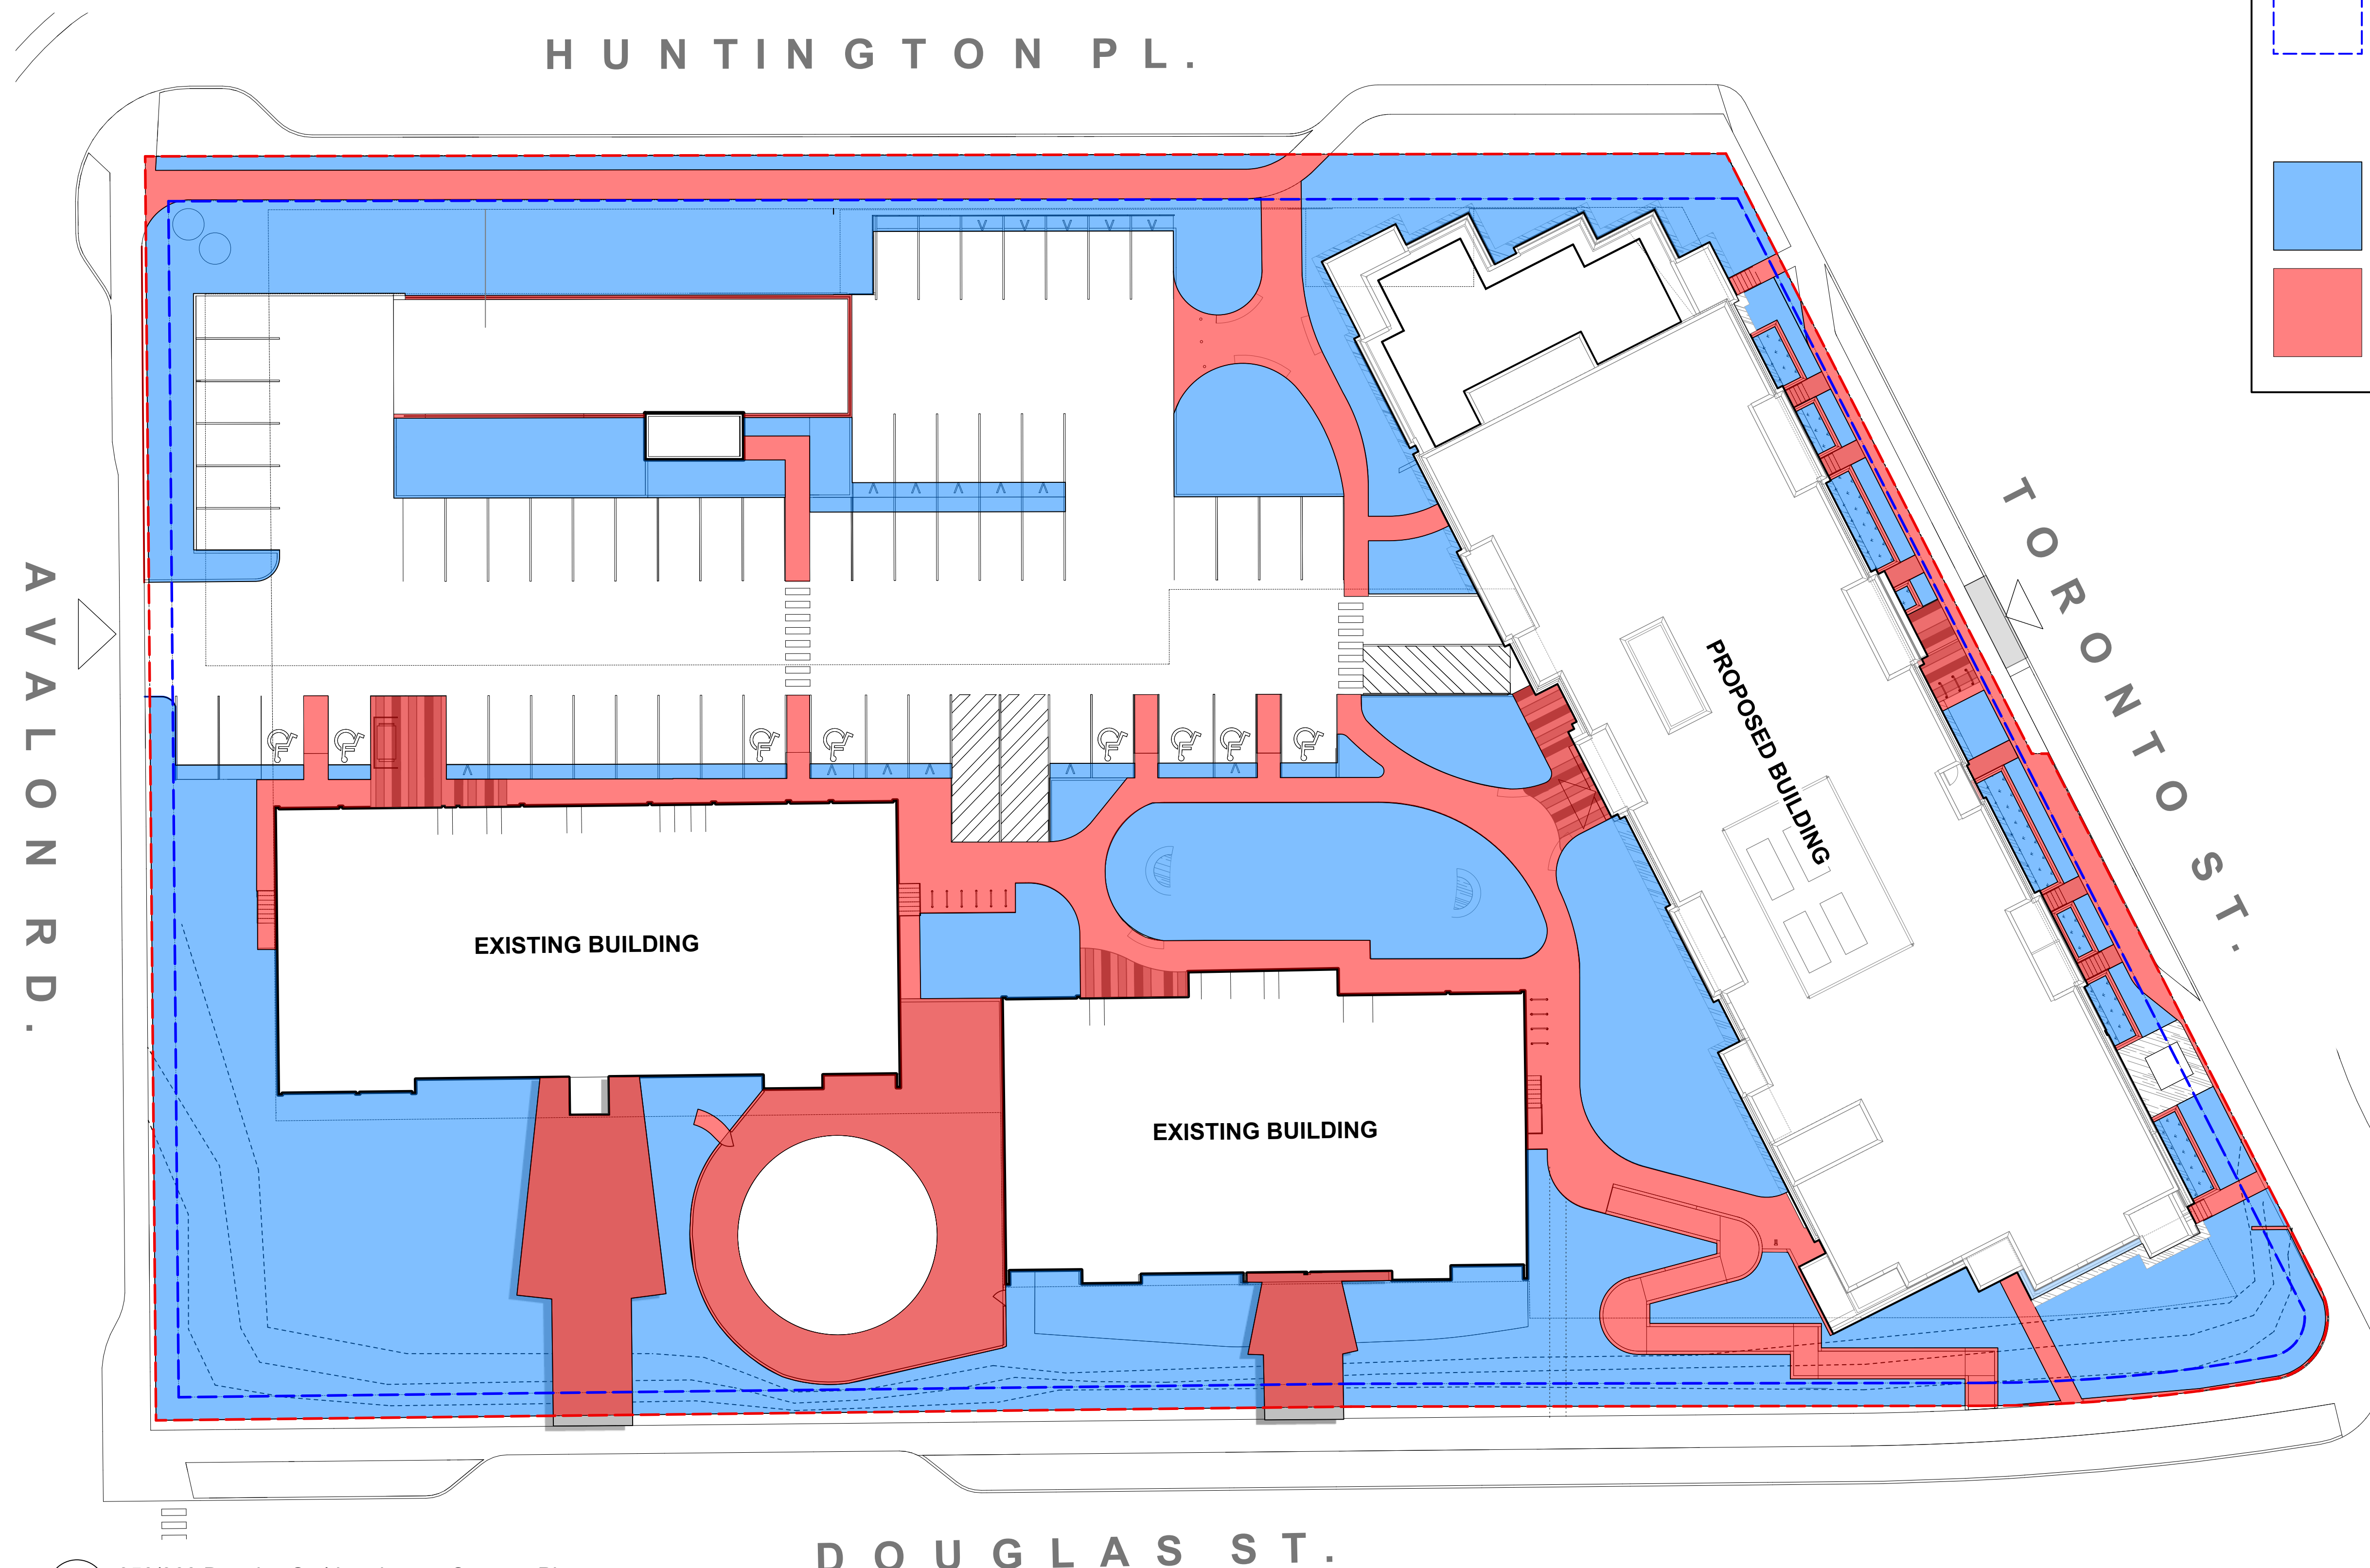 HUNTINGTON PL.
AVALON RD.
TORONTO ST.
PROPOSED BUILDING
EXISTING BUILDING
EXISTING BUILDING
DOUGLAS ST.